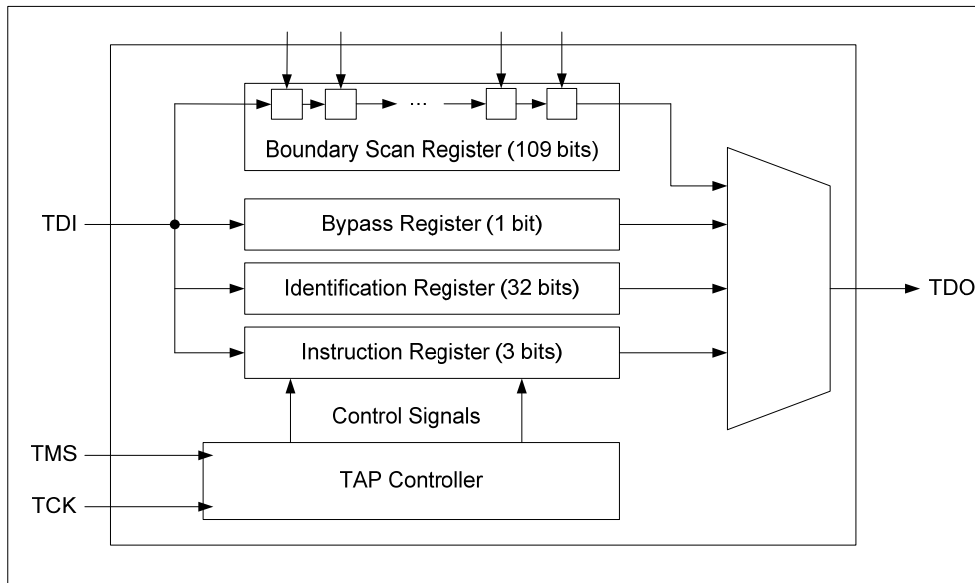 ...
Boundary Scan Register (109 bits)
TDI
Bypass Register (1 bit)
Identification Register (32 bits)
TDO
Instruction Register (3 bits)
Control Signals
TMS
TAP Controller
TCK